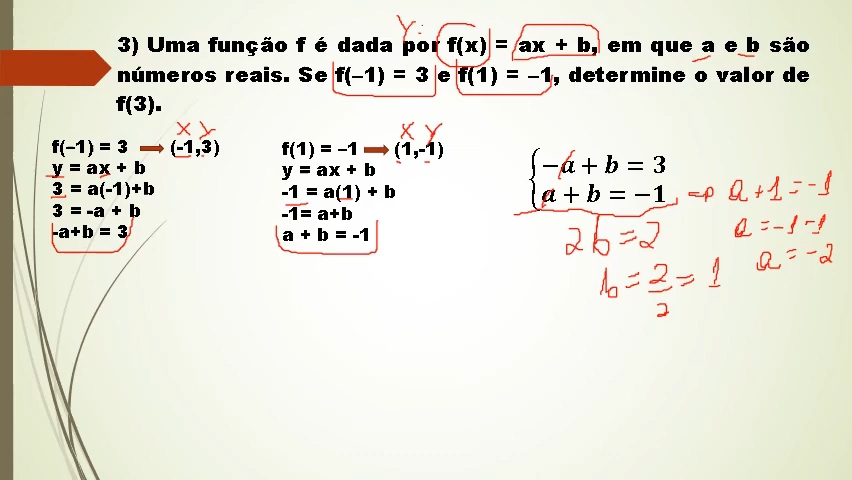 Y:
3) Uma função f é dada por f(x) = ax + b, em que a e b são
números reais. Se f(–1) = 3 e f(1) = –1, determine o valor de
f(3).
X Y
f(–1) = 3 (-1,3)
y = ax + b
3 = a(-1)+b
3 = -a + b
-a+b = 3
X Y
f(1) = –1 (1,-1)
y = ax + b
-1 = a(1) + b
-1= a+b
a + b = -1
−a + b = 3
a + b = −1
2b = 2
b = 2/2 = 1
⇒ a + 1 = -1
a = -1 -1
a = -2